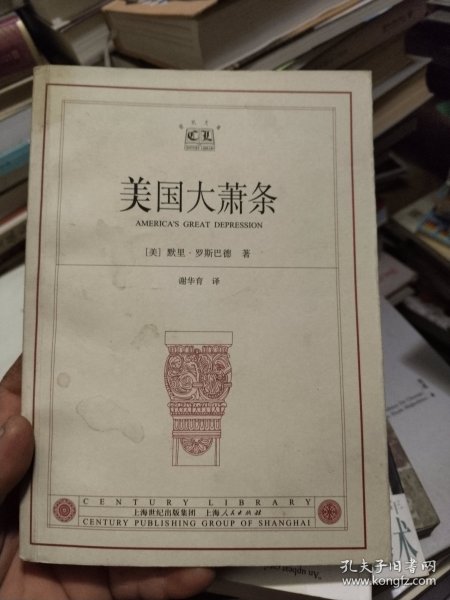 世纪文库
CL
CENTURY LIBRARY
美国大萧条
AMERICA'S GREAT DEPRESSION
[美] 默里·罗斯巴德 著
谢华育 译
CENTURY LIBRARY
上海世纪出版集团 上海人民出版社
CENTURY PUBLISHING GROUP OF SHANGHAI
术
孔夫子旧书网
www.kongfz.com